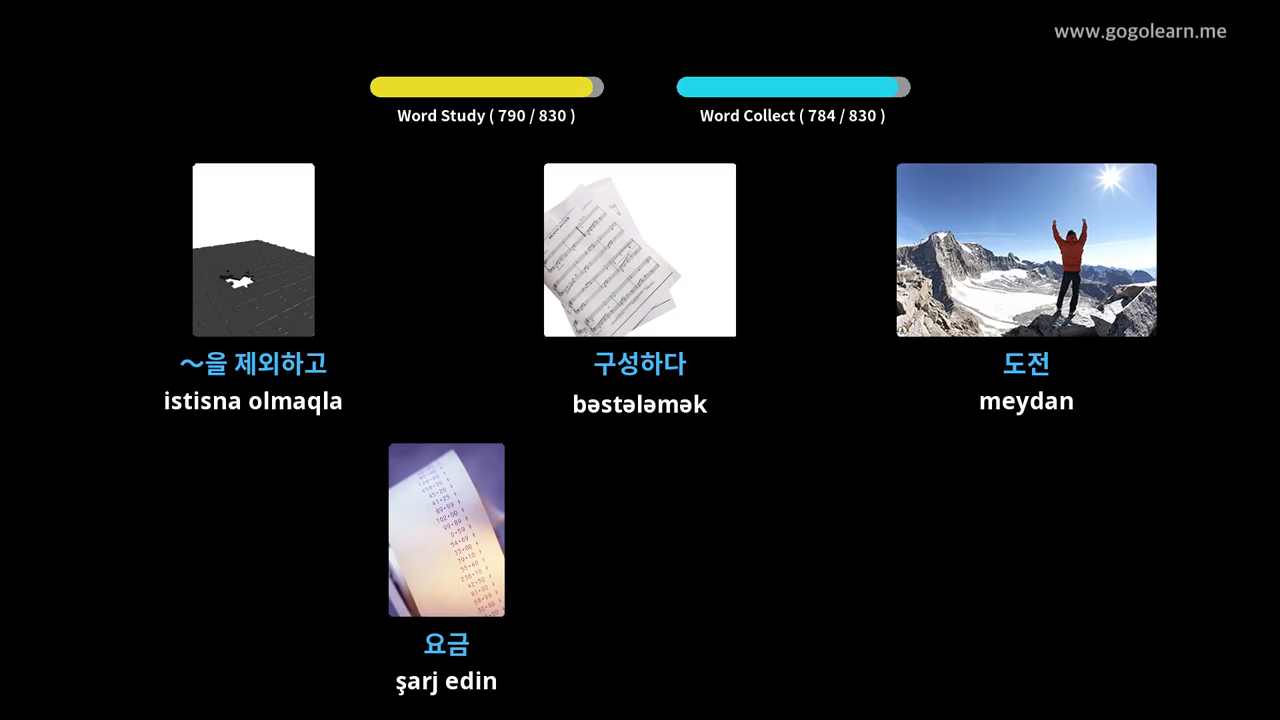 www.gogolearn.me
Word Study ( 790 / 830 )
Word Collect ( 784 / 830 )
～을 제외하고
구성하다
도전
istisna olmaqla
bəstələmək
meydan
요금
şarj edin